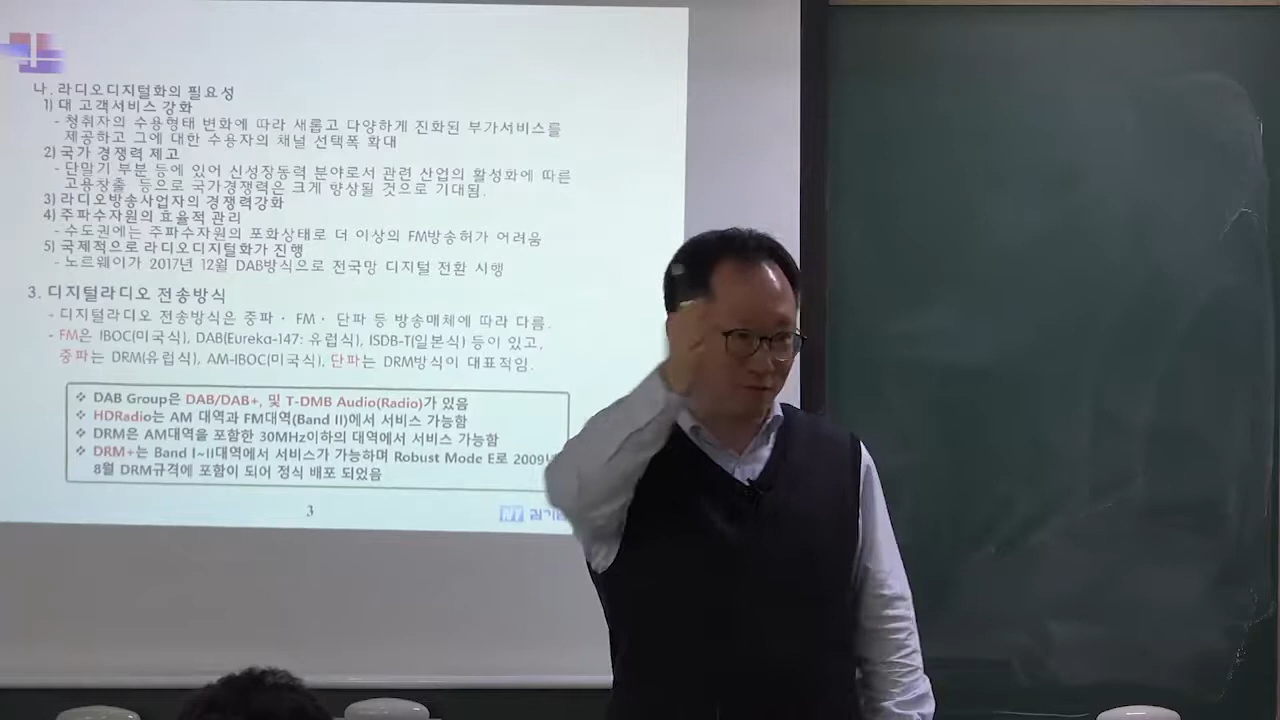 나. 라디오디지털화의 필요성
1) 대 고객서비스 강화
- 청취자의 수용형태 변화에 따라 새롭고 다양하게 진화된 부가서비스를
제공하고 그에 대한 수용자의 채널 선택폭 확대
2) 국가 경쟁력 제고
- 단말기 부분 등에 있어 신성장동력 분야로서 관련 산업의 활성화에 따른
고용창출 등으로 국가경쟁력은 크게 향상될 것으로 기대됨.
3) 라디오방송사업자의 경쟁력강화
4) 주파수자원의 효율적 관리
- 수도권에는 주파수자원의 포화상태로 더 이상의 FM방송허가 어려움
5) 국제적으로 라디오디지털화가 진행
- 노르웨이가 2017년 12월 DAB방식으로 전국망 디지털 전환 시행
3. 디지털라디오 전송방식
- 디지털라디오 전송방식은 중파· FM· 단파 등 방송매체에 따라 다름.
- FM은 IBOC(미국식), DAB(Eureka-147: 유럽식), ISDB-T(일본식) 등이 있고,
중파는 DRM(유럽식), AM-IBOC(미국식), 단파는 DRM방식이 대표적임.
❖ DAB Group은 DAB/DAB+, 및 T-DMB Audio(Radio)가 있음
❖ HDRadio는 AM 대역과 FM대역(Band II)에서 서비스 가능함
❖ DRM은 AM대역을 포함한 30MHz이하의 대역에서 서비스 가능함
❖ DRM+는 Band I~II대역에서 서비스가 가능하며 Robust Mode E로 2009년
8월 DRM규격에 포함이 되어 정식 배포 되었음
3
NY 김기